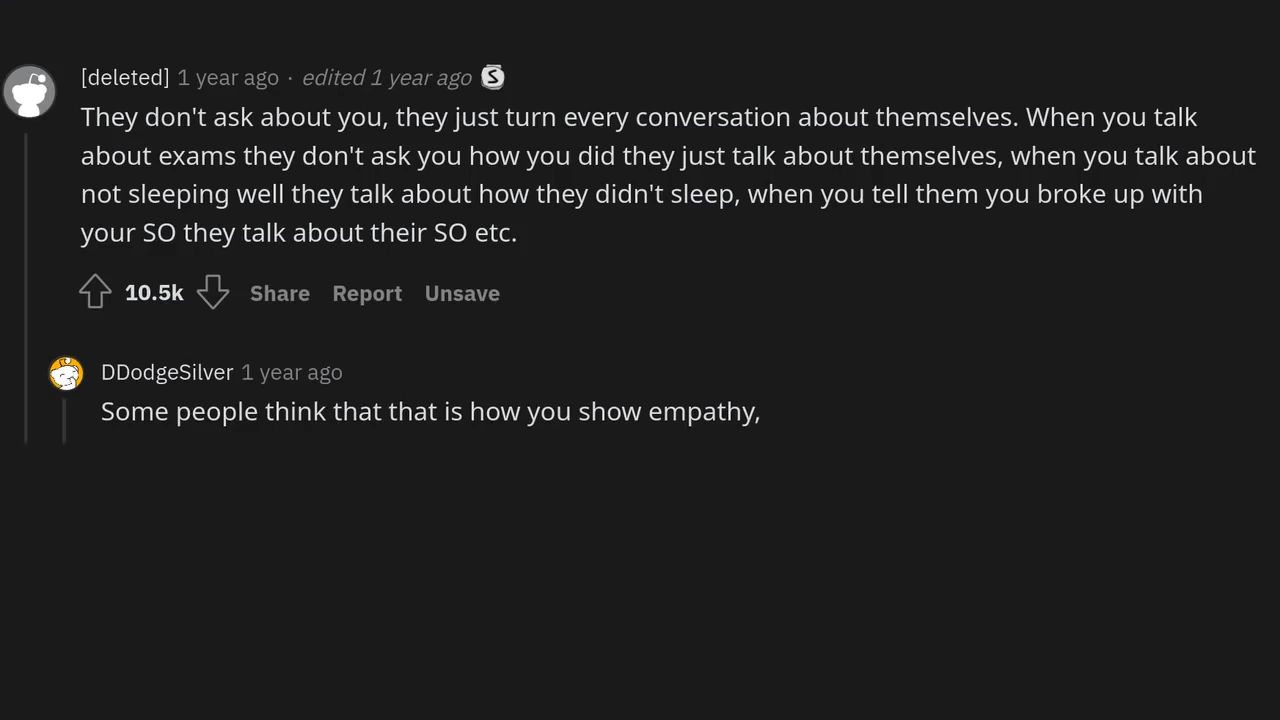 [deleted] 1 year ago · edited 1 year ago S
They don't ask about you, they just turn every conversation about themselves. When you talk
about exams they don't ask you how you did they just talk about themselves, when you talk about
not sleeping well they talk about how they didn't sleep, when you tell them you broke up with
your SO they talk about their SO etc.
10.5k Share Report Unsave
DDodgeSilver 1 year ago
Some people think that that is how you show empathy,